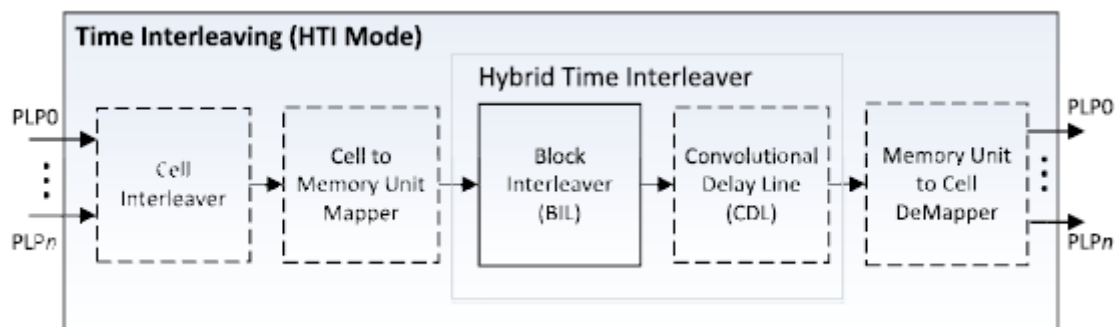 Time Interleaving (HTI Mode)
Hybrid Time Interleaver
PLP0
PLPn
Cell
Interleaver
Cell to
Memory Unit
Mapper
Block
Interleaver
(BIL)
Convolutional
Delay Line
(CDL)
Memory Unit
to Cell
DeMapper
PLP0
PLPn